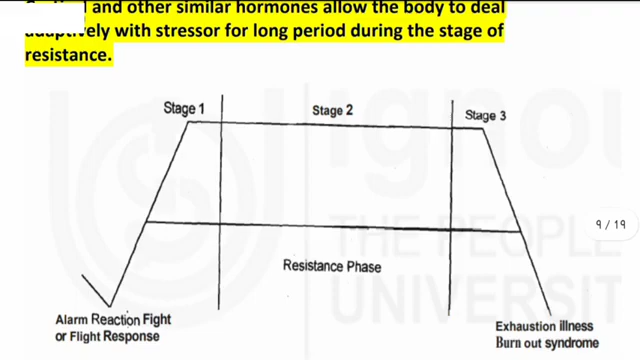 and other similar hormones allow the body to deal
with stressor for long period during the stage of
resistance.
Stage 1
Stage 2
Stage 3
9 / 19
Resistance Phase
Alarm Reaction Fight
or Flight Response
Exhaustion illness
Burn out syndrome
ignou
THE PEOPLE
UNIVERSIT